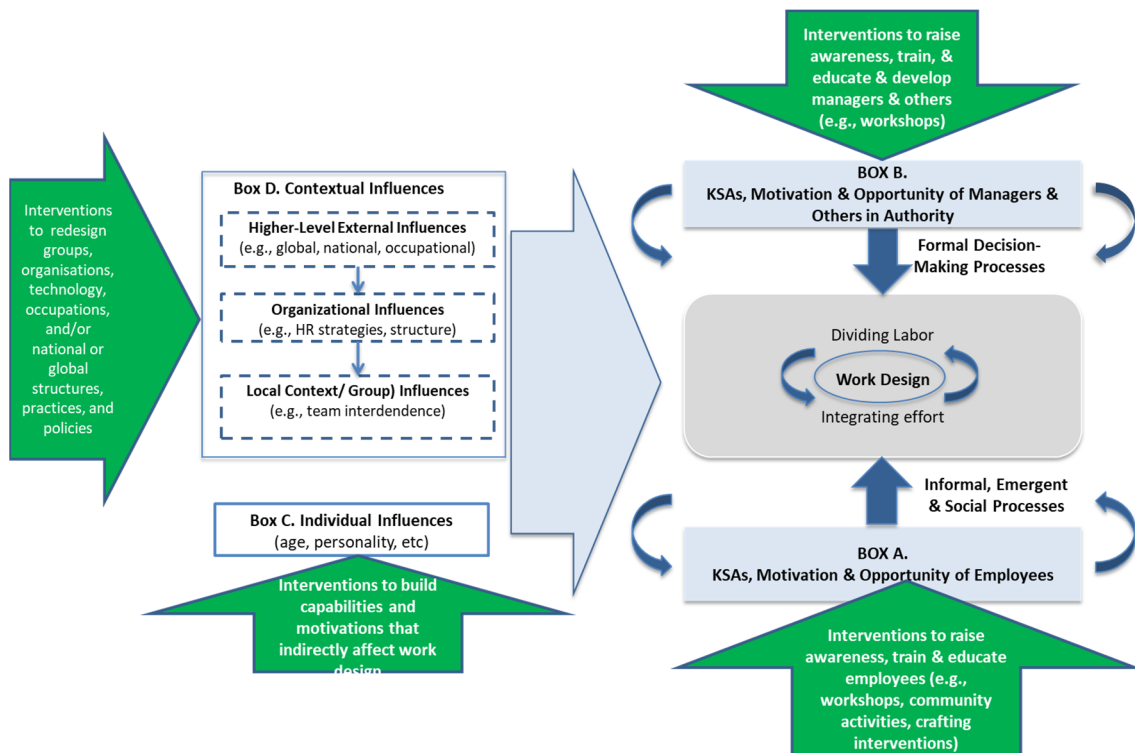 Interventions to raise
awareness, train, &
educate & develop
managers & others
(e.g., workshops)
BOX B.
KSAs, Motivation & Opportunity of Managers &
Others in Authority
Formal Decision-
Making Processes
Dividing Labor
Work Design
Integrating effort
Informal, Emergent
& Social Processes
BOX A.
KSAs, Motivation & Opportunity of Employees
Interventions to raise
awareness, train & educate
employees (e.g.,
workshops, community
activities, crafting
interventions)
Interventions
to redesign
groups,
organisations,
technology,
occupations,
and/or
national or
global
structures,
practices, and
policies
Box D. Contextual Influences
Higher-Level External Influences
(e.g., global, national, occupational)
Organizational Influences
(e.g., HR strategies, structure)
Local Context/ Group) Influences
(e.g., team interdendence)
Box C. Individual Influences
(age, personality, etc)
Interventions to build
capabilities and
motivations that
indirectly affect work
design